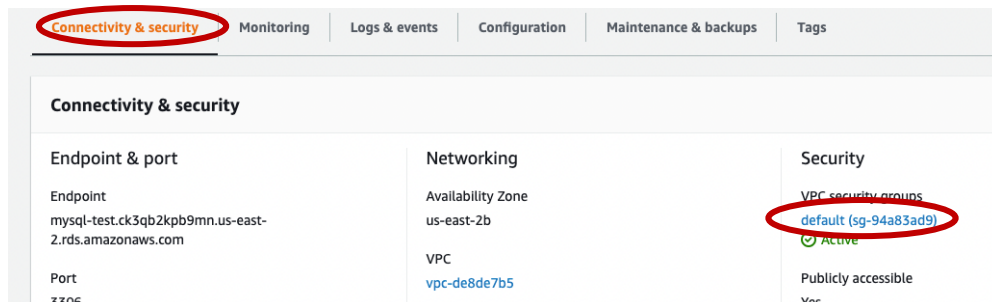 Connectivity & security
Monitoring
Logs & events
Configuration
Maintenance & backups
Tags
Connectivity & security
Endpoint & port
Endpoint
mysql-test.ck3qb2kpb9mn.us-east-
2.rds.amazonaws.com
Port
3306
Networking
Availability Zone
us-east-2b
VPC
vpc-de8de7b5
Security
VPC security groups
default (sg-94a83ad9)
Active
Publicly accessible
Yes